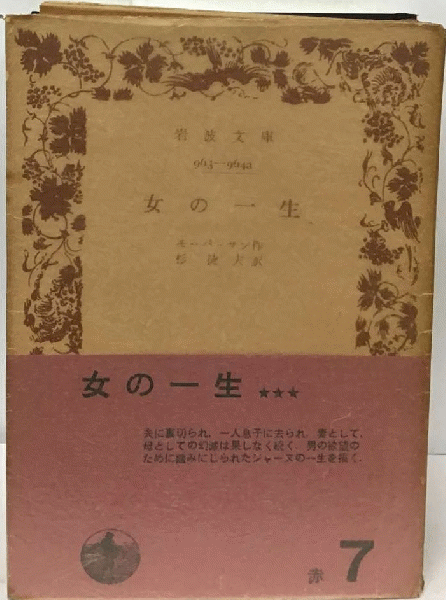 岩波文庫
963—964a
女の一生
モーパッサン作
杉捷夫訳
女の一生 ★★★
夫に裏切られ，一人息子に去られ，妻として，
母としての幻滅は果しなく続く．男の欲望の
ために踏みにじられたジャーヌの一生を描く．
赤 7